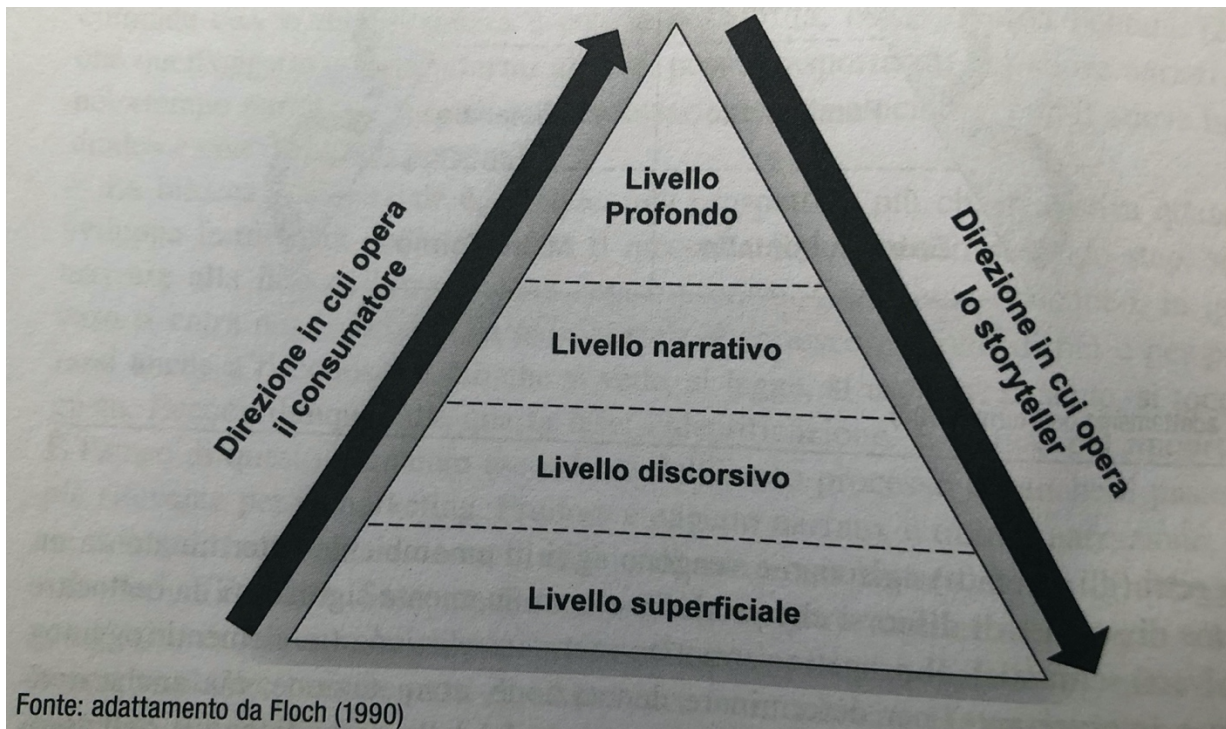 Livello
Profondo
Livello narrativo
Livello discorsivo
Livello superficiale
Direzione in cui opera
il consumatore
Direzione in cui opera
lo storyteller
Fonte: adattamento da Floch (1990)